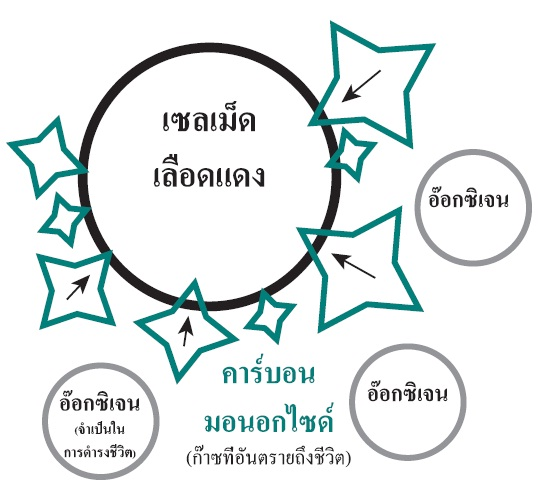 เซลเม็ด
เลือดแดง
อ๊อกซิเจน
อ๊อกซิเจน
อ๊อกซิเจน
(จำเป็นใน
การดำรงชีวิต)
คาร์บอน
มอนอกไซด์
(ก๊าซที่อันตรายถึงชีวิต)